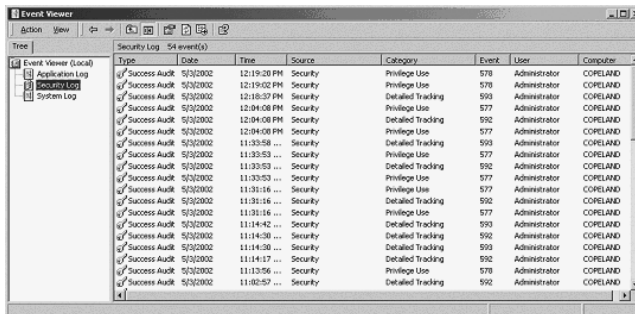 Event Viewer
Action View
Tree
Security Log 54 event(s)
Event Viewer (Local)
Application Log
Security Log
System Log
Type Date Time Source Category Event User Computer
Success Audit 5/3/2002 12:19:20 PM Security Privilege Use 578 Administrator COPELAND
Success Audit 5/3/2002 12:19:02 PM Security Privilege Use 578 Administrator COPELAND
Success Audit 5/3/2002 12:18:37 PM Security Detailed Tracking 593 Administrator COPELAND
Success Audit 5/3/2002 12:04:08 PM Security Privilege Use 577 Administrator COPELAND
Success Audit 5/3/2002 12:04:08 PM Security Detailed Tracking 592 Administrator COPELAND
Success Audit 5/3/2002 12:04:08 PM Security Privilege Use 577 Administrator COPELAND
Success Audit 5/3/2002 11:33:58 ... Security Detailed Tracking 593 Administrator COPELAND
Success Audit 5/3/2002 11:33:53 ... Security Privilege Use 577 Administrator COPELAND
Success Audit 5/3/2002 11:33:53 ... Security Detailed Tracking 592 Administrator COPELAND
Success Audit 5/3/2002 11:33:53 ... Security Privilege Use 577 Administrator COPELAND
Success Audit 5/3/2002 11:31:16 ... Security Privilege Use 577 Administrator COPELAND
Success Audit 5/3/2002 11:31:16 ... Security Detailed Tracking 592 Administrator COPELAND
Success Audit 5/3/2002 11:31:16 ... Security Privilege Use 577 Administrator COPELAND
Success Audit 5/3/2002 11:14:42 ... Security Detailed Tracking 593 Administrator COPELAND
Success Audit 5/3/2002 11:14:38 ... Security Detailed Tracking 592 Administrator COPELAND
Success Audit 5/3/2002 11:14:30 ... Security Detailed Tracking 593 Administrator COPELAND
Success Audit 5/3/2002 11:14:17 ... Security Detailed Tracking 592 Administrator COPELAND
Success Audit 5/3/2002 11:13:56 ... Security Privilege Use 578 Administrator COPELAND
Success Audit 5/3/2002 11:02:57 ... Security Detailed Tracking 592 Administrator COPELAND